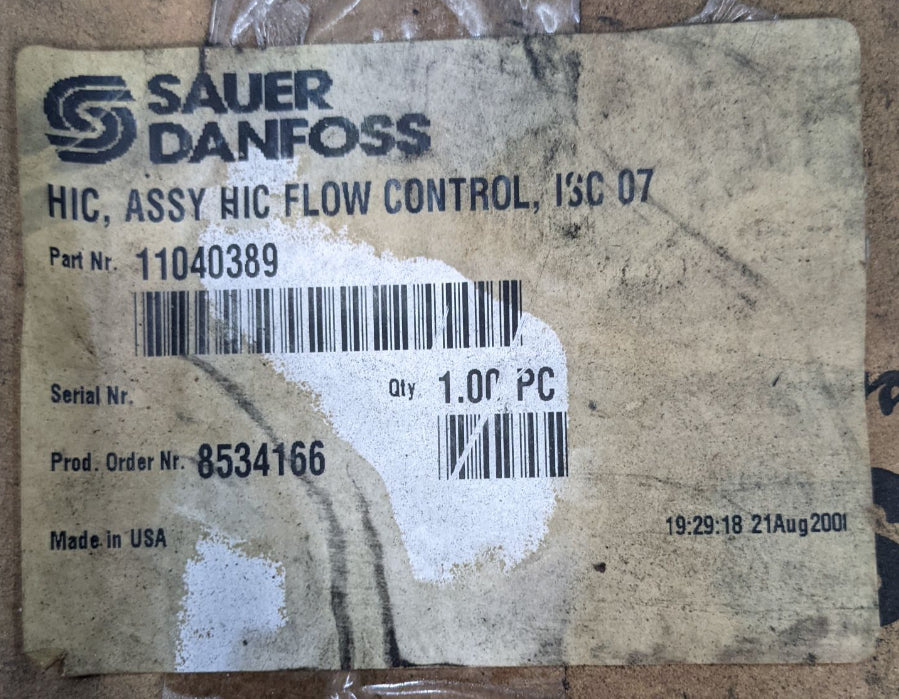 SAUER
DANFOSS
HIC, ASSY HIC FLOW CONTROL, ISC 07
Part Nr. 11040389
Serial Nr.
Qty 1.00 PC
Prod. Order Nr. 8534166
Made in USA
19:29:18 21Aug2001